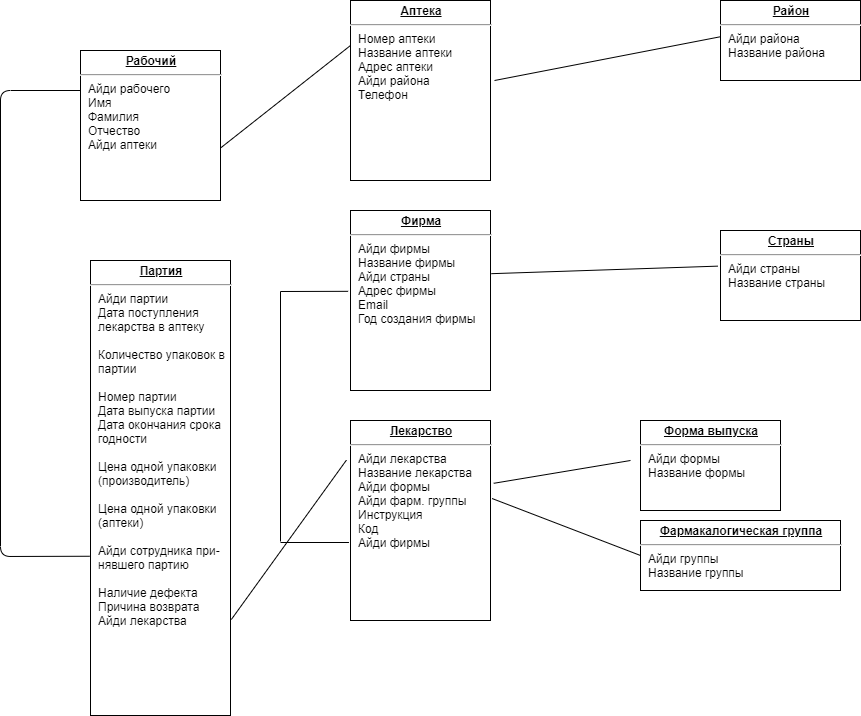 Рабочий
Айди рабочего
Имя
Фамилия
Отчество
Айди аптеки
Аптека
Номер аптеки
Название аптеки
Адрес аптеки
Айди района
Телефон
Район
Айди района
Название района
Партия
Айди партии
Дата поступления
лекарства в аптеку
Количество упаковок в
партии
Номер партии
Дата выпуска партии
Дата окончания срока
годности
Цена одной упаковки
(производитель)
Цена одной упаковки
(аптеки)
Айди сотрудника при-
нявшего партию
Наличие дефекта
Причина возврата
Айди лекарства
Фирма
Айди фирмы
Название фирмы
Айди страны
Адрес фирмы
Email
Год создания фирмы
Страны
Айди страны
Название страны
Лекарство
Айди лекарства
Название лекарства
Айди формы
Айди фарм. группы
Инструкция
Код
Айди фирмы
Форма выпуска
Айди формы
Название формы
Фармакалогическая группа
Айди группы
Название группы